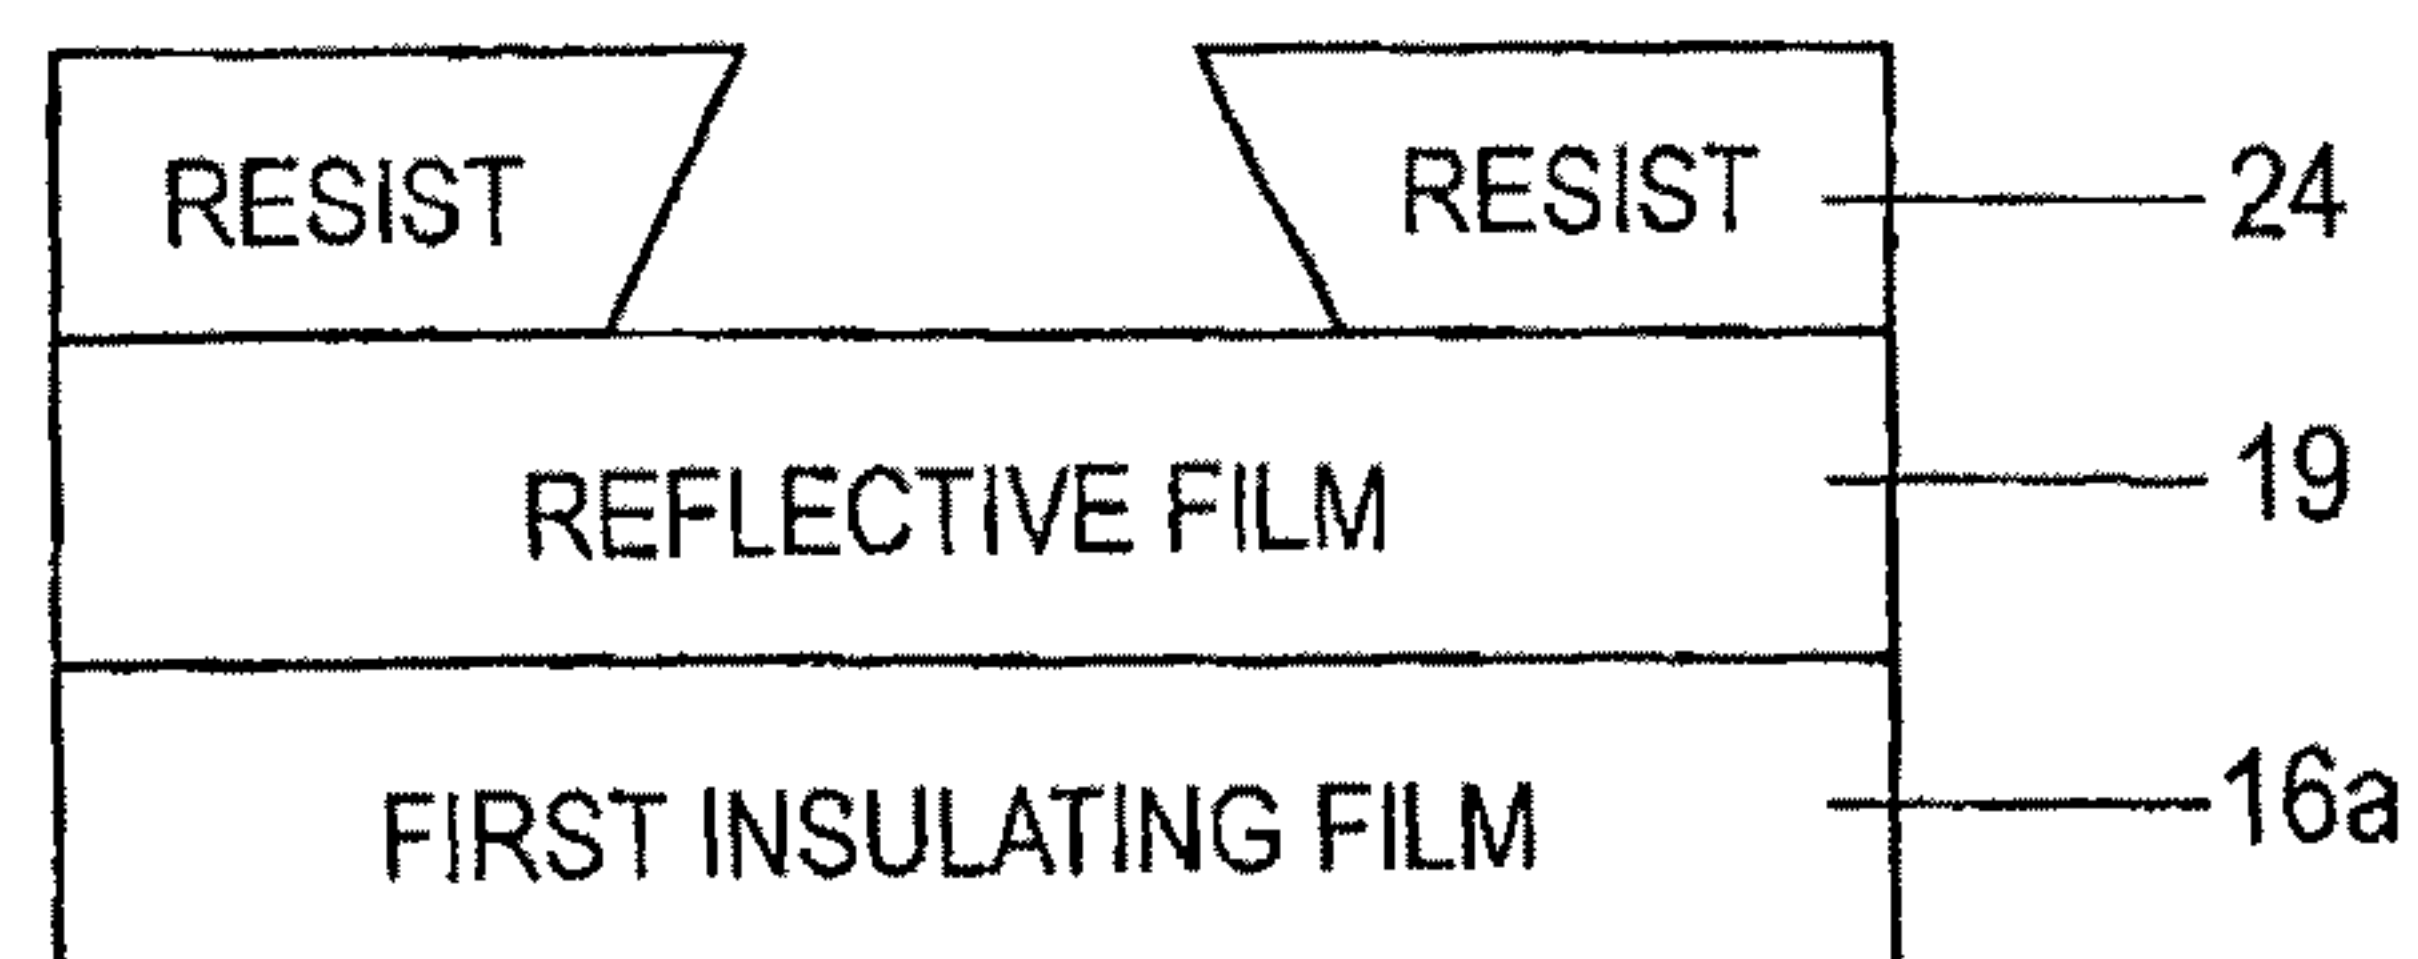 RESIST RESIST 24
REFLECTIVE FILM 19
FIRST INSULATING FILM 16a